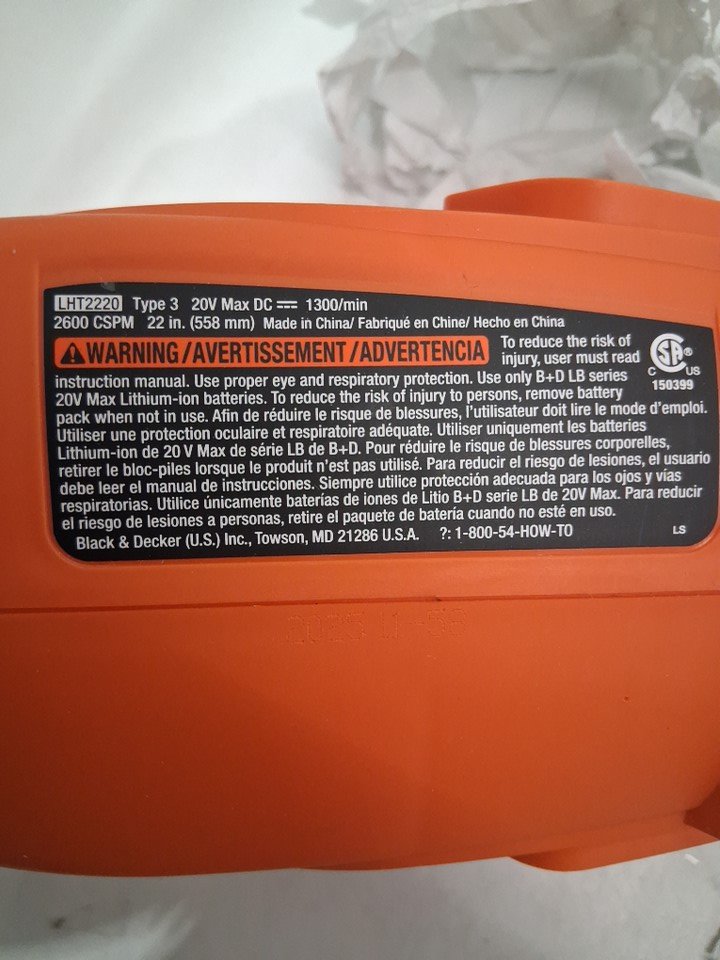 LHT2220 Type 3 20V Max DC ⎓ 1300/min
2600 CSPM 22 in. (558 mm) Made in China/ Fabriqué en Chine/ Hecho en China
⚠WARNING/AVERTISSEMENT/ADVERTENCIA To reduce the risk of
injury, user must read
instruction manual. Use proper eye and respiratory protection. Use only B+D LB series
20V Max Lithium-ion batteries. To reduce the risk of injury to persons, remove battery
pack when not in use. Afin de réduire le risque de blessures, l'utilisateur doit lire le mode d'emploi.
Utiliser une protection oculaire et respiratoire adéquate. Utiliser uniquement les batteries
Lithium-ion de 20 V Max de série LB de B+D. Pour réduire le risque de blessures corporelles,
retirer le bloc-piles lorsque le produit n'est pas utilisé. Para reducir el riesgo de lesiones, el usuario
debe leer el manual de instrucciones. Siempre utilice protección adecuada para los ojos y vías
respiratorias. Utilice únicamente baterías de iones de Litio B+D serie LB de 20V Max. Para reducir
el riesgo de lesiones a personas, retire el paquete de batería cuando no esté en uso.
Black & Decker (U.S.) Inc., Towson, MD 21286 U.S.A. ?: 1-800-54-HOW-TO LS
C SA ® US
150399
2025 11-58